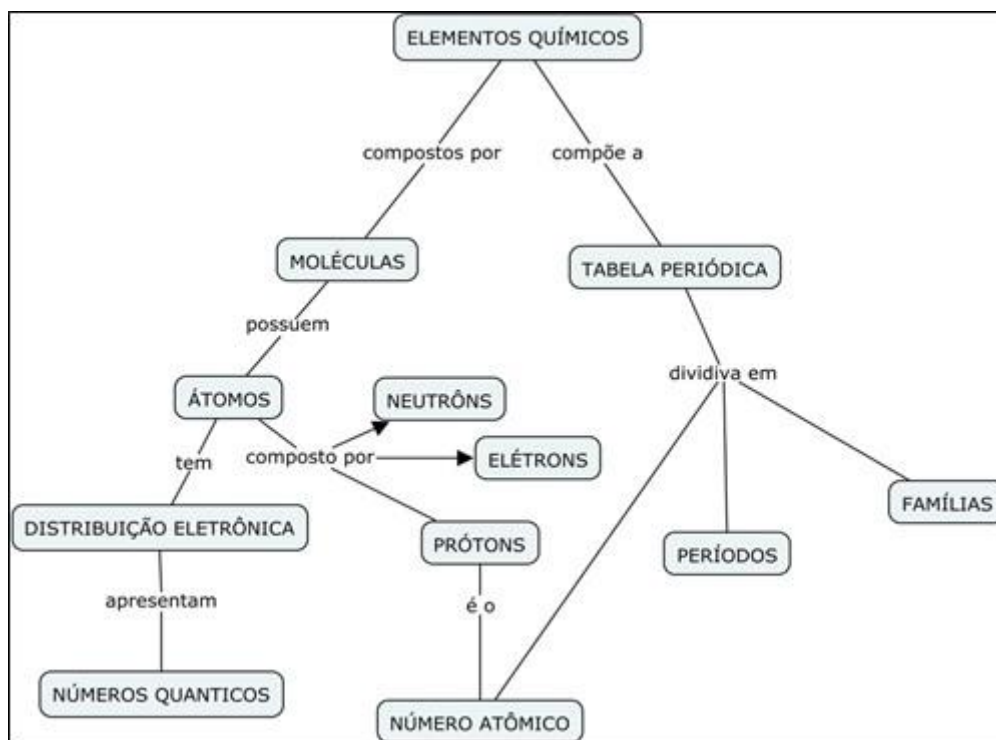 ELEMENTOS QUÍMICOS
compostos por
compõe a
MOLÉCULAS
TABELA PERIÓDICA
possuem
dividiva em
ÁTOMOS
NEUTRÔNS
tem
composto por
ELÉTRONS
FAMÍLIAS
DISTRIBUIÇÃO ELETRÔNICA
PRÓTONS
PERÍODOS
apresentam
é o
NÚMEROS QUANTICOS
NÚMERO ATÔMICO